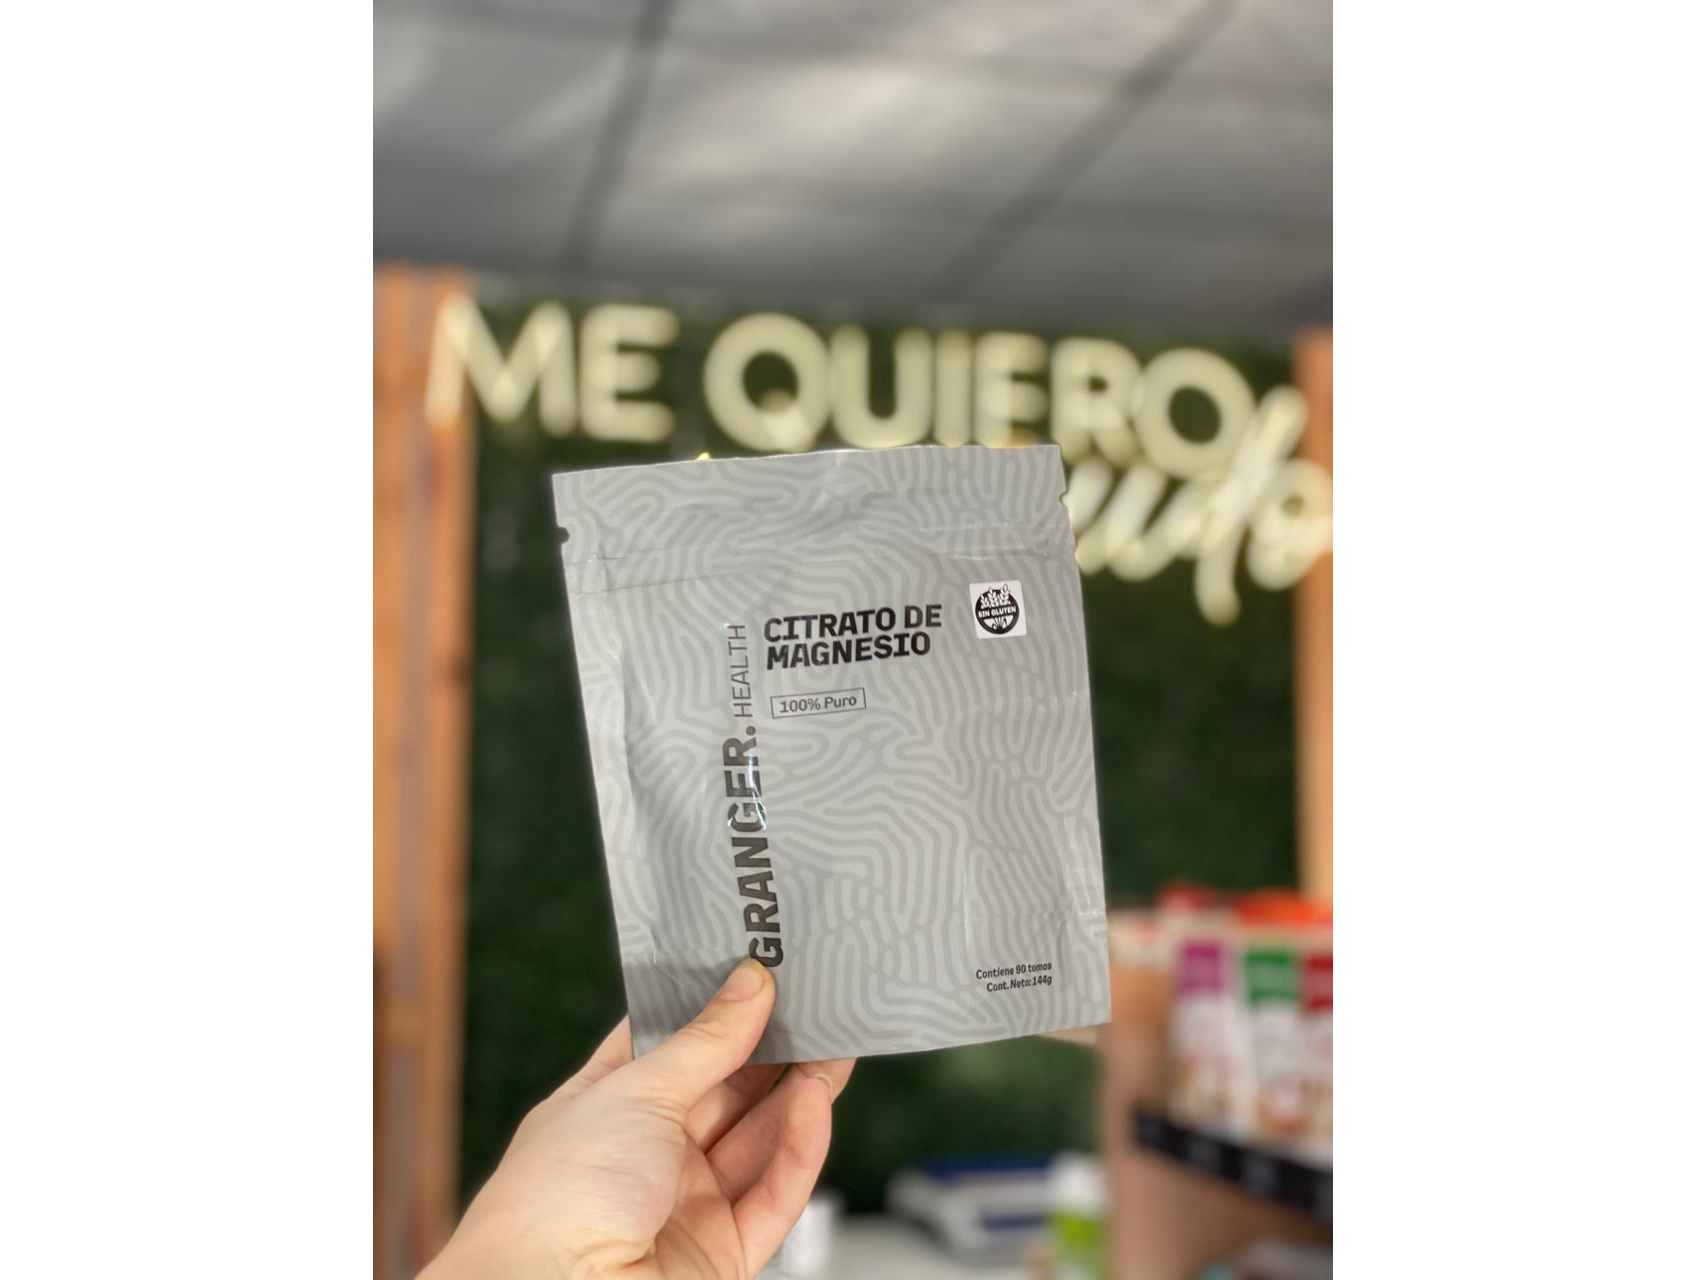 ME QUIERO
CITRATO DE
MAGNESIO
SIN GLUTEN
100% Puro
GRANGER. HEALTH
Contiene 90 tomas
Cont. Neto: 144g